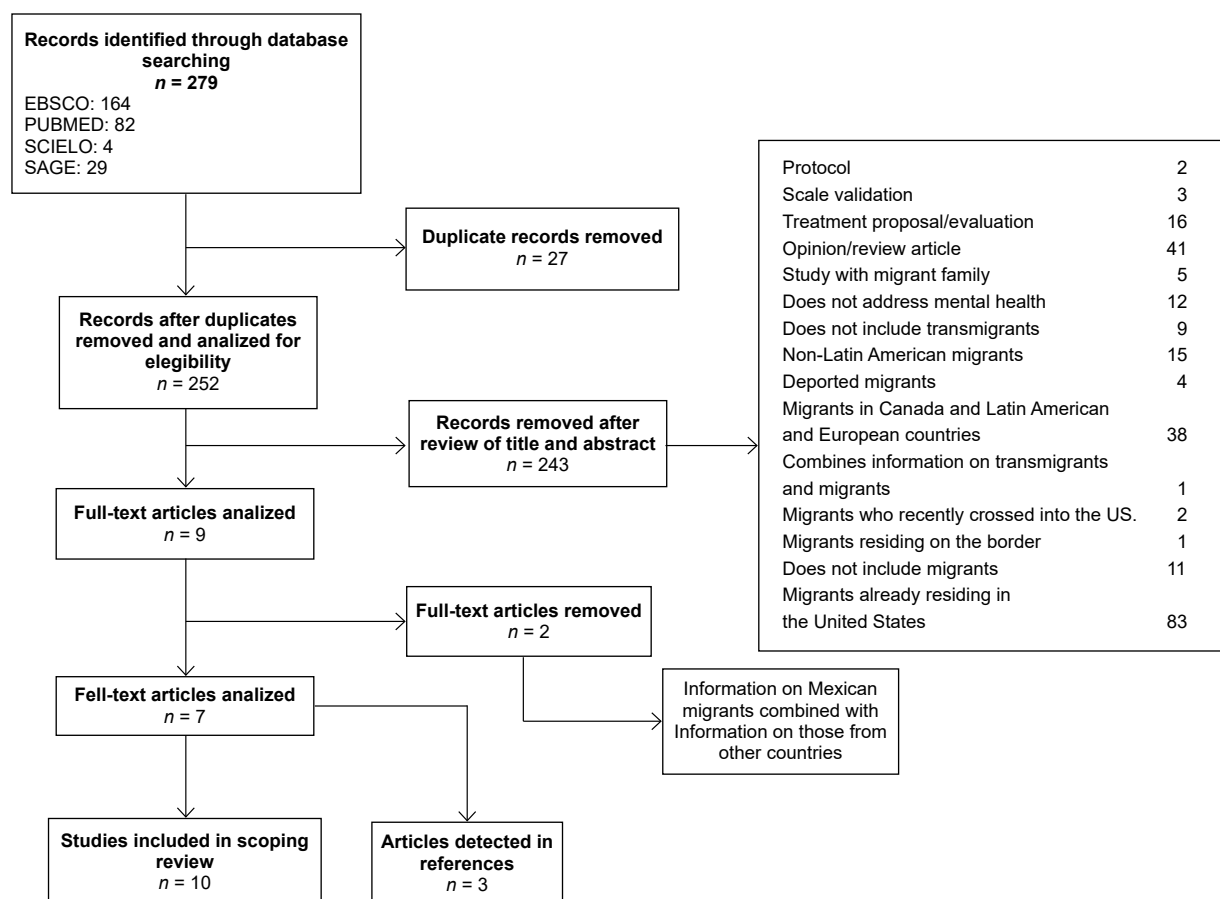 Records identified through database
searching
n = 279
EBSCO: 164
PUBMED: 82
SCIELO: 4
SAGE: 29
Duplicate records removed
n = 27
Records after duplicates
removed and analized for
elegibility
n = 252
Records removed after
review of title and abstract
n = 243
Protocol 2
Scale validation 3
Treatment proposal/evaluation 16
Opinion/review article 41
Study with migrant family 5
Does not address mental health 12
Does not include transmigrants 9
Non-Latin American migrants 15
Deported migrants 4
Migrants in Canada and Latin American
and European countries 38
Combines information on transmigrants
and migrants 1
Migrants who recently crossed into the US. 2
Migrants residing on the border 1
Does not include migrants 11
Migrants already residing in
the United States 83
Full-text articles analized
n = 9
Full-text articles removed
n = 2
Information on Mexican
migrants combined with
Information on those from
other countries
Fell-text articles analized
n = 7
Studies included in scoping
review
n = 10
Articles detected in
references
n = 3